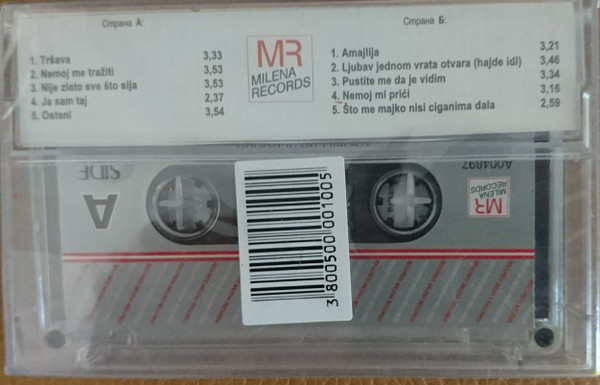 Страна А:
1. Tršava 3,33
2. Nemoj me tražiti 3,53
3. Nije zlato sve što sija 3,53
4. Ja sam taj 2,37
5. Ostani 3,54
MR
MILENA
RECORDS
Страна Б:
1. Amajlija 3,21
2. Ljubav jednom vrata otvara (hajde idi) 3,46
3. Pustite me da je vidim 3,34
4. Nemoj mi prići 3,16
5. Što me majko nisi ciganima dala 2,59
SIDE
A
A004897
MR
MILENA
RECORDS
3 800500 001005